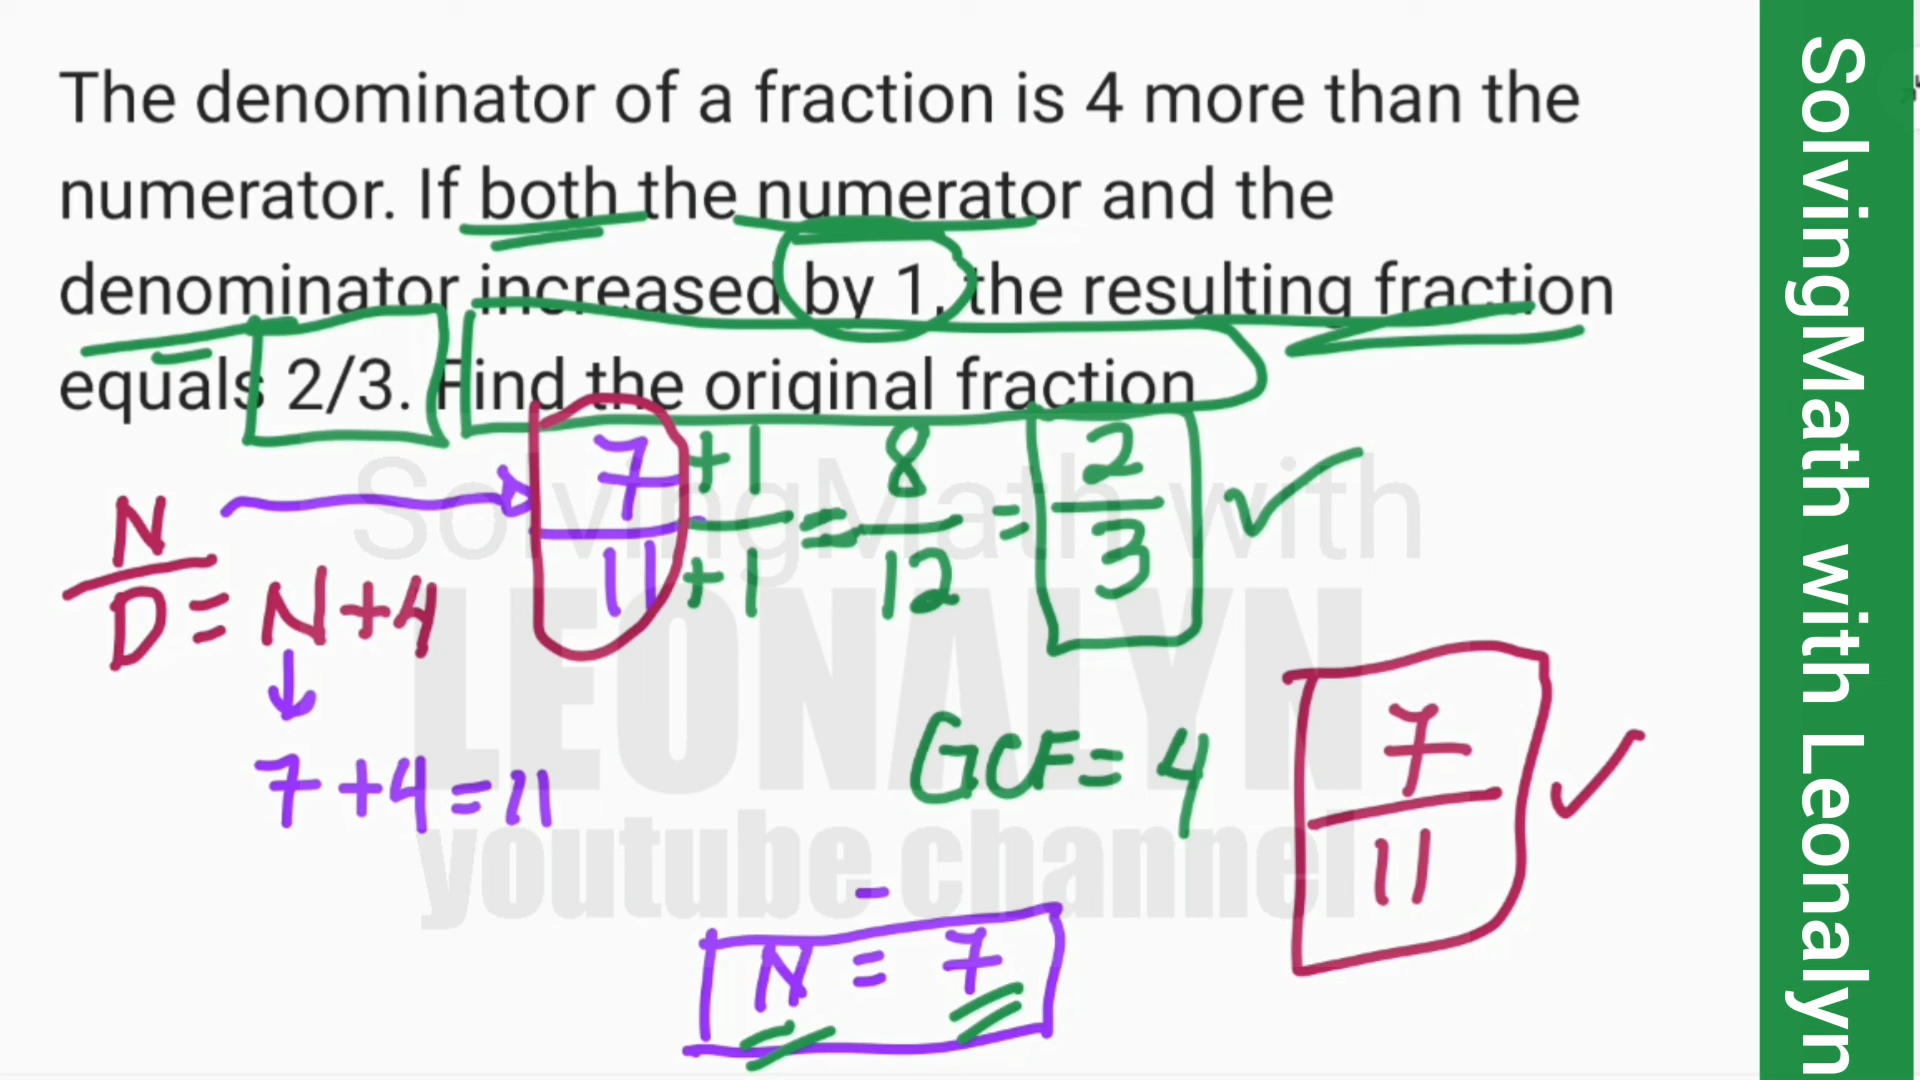 The denominator of a fraction is 4 more than the
numerator. If both the numerator and the
denominator increased by 1, the resulting fraction
equals 2/3. Find the original fraction
7 +1 8 2
N
= =
11 +1 12 3
D = N+4
7+4=11
GCF=4
7
11
N = 7
SolvingMath with
LEONALYN
youtube channel
SolvingMath with Leonalyn